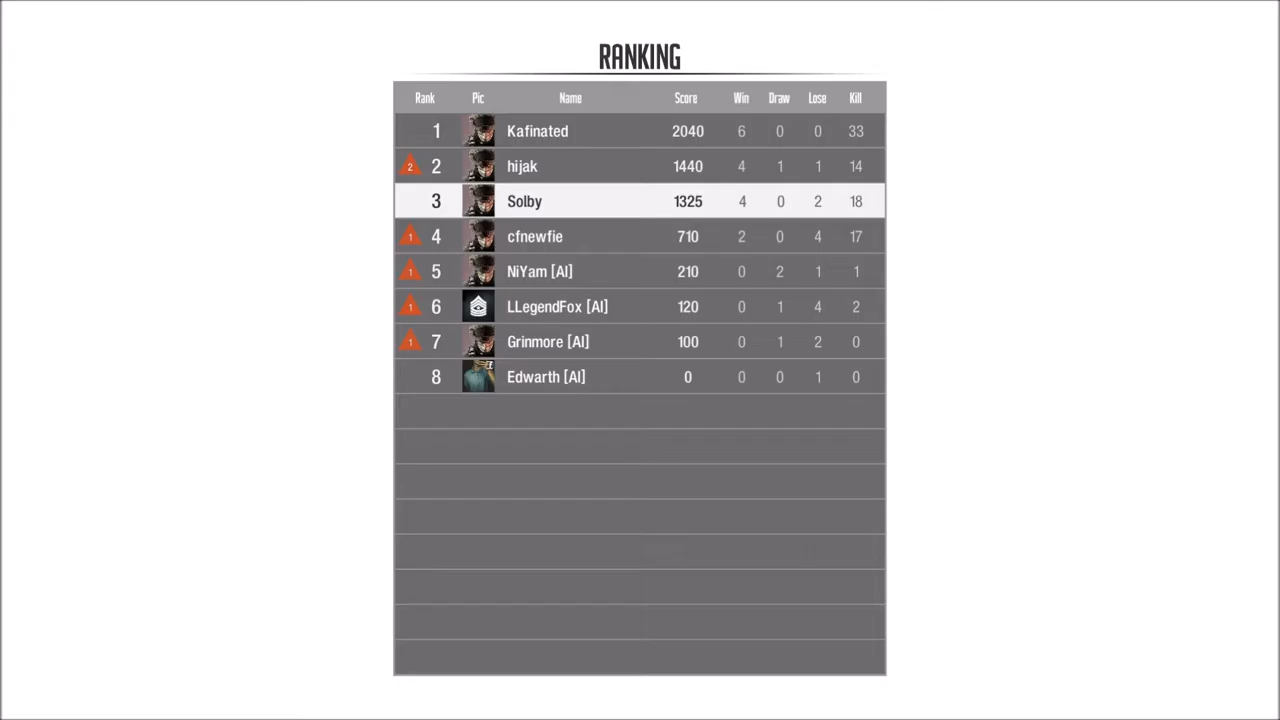 RANKING
Rank Pic Name Score Win Draw Lose Kill
1 Kafinated 2040 6 0 0 33
2 2 hijak 1440 4 1 1 14
3 Solby 1325 4 0 2 18
1 4 cfnewfie 710 2 0 4 17
1 5 NiYam [AI] 210 0 2 1 1
1 6 LLegendFox [AI] 120 0 1 4 2
1 7 Grinmore [AI] 100 0 1 2 0
8 Edwarth [AI] 0 0 0 1 0